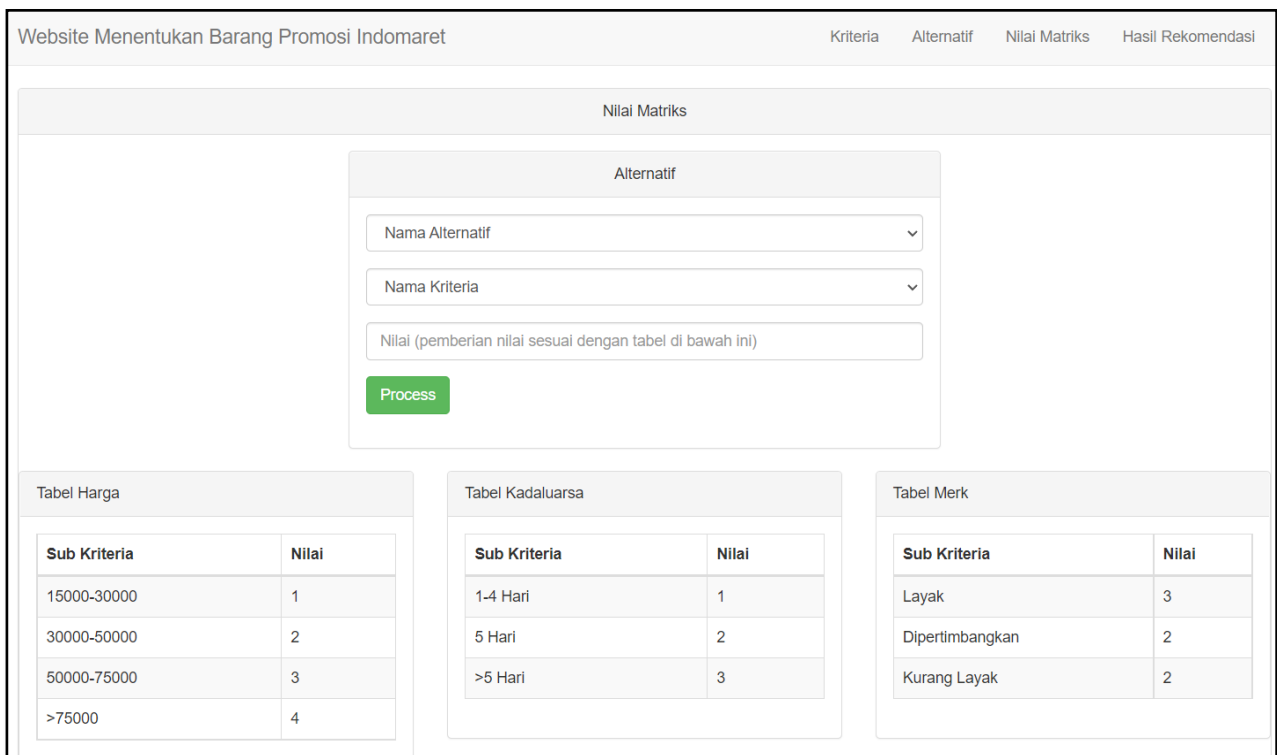 Website Menentukan Barang Promosi Indomaret
Kriteria Alternatif Nilai Matriks Hasil Rekomendasi
Nilai Matriks
Alternatif
Nama Alternatif
Nama Kriteria
Nilai (pemberian nilai sesuai dengan tabel di bawah ini)
Process
Tabel Harga
Sub Kriteria Nilai
15000-30000 1
30000-50000 2
50000-75000 3
>75000 4
Tabel Kadaluarsa
Sub Kriteria Nilai
1-4 Hari 1
5 Hari 2
>5 Hari 3
Tabel Merk
Sub Kriteria Nilai
Layak 3
Dipertimbangkan 2
Kurang Layak 2